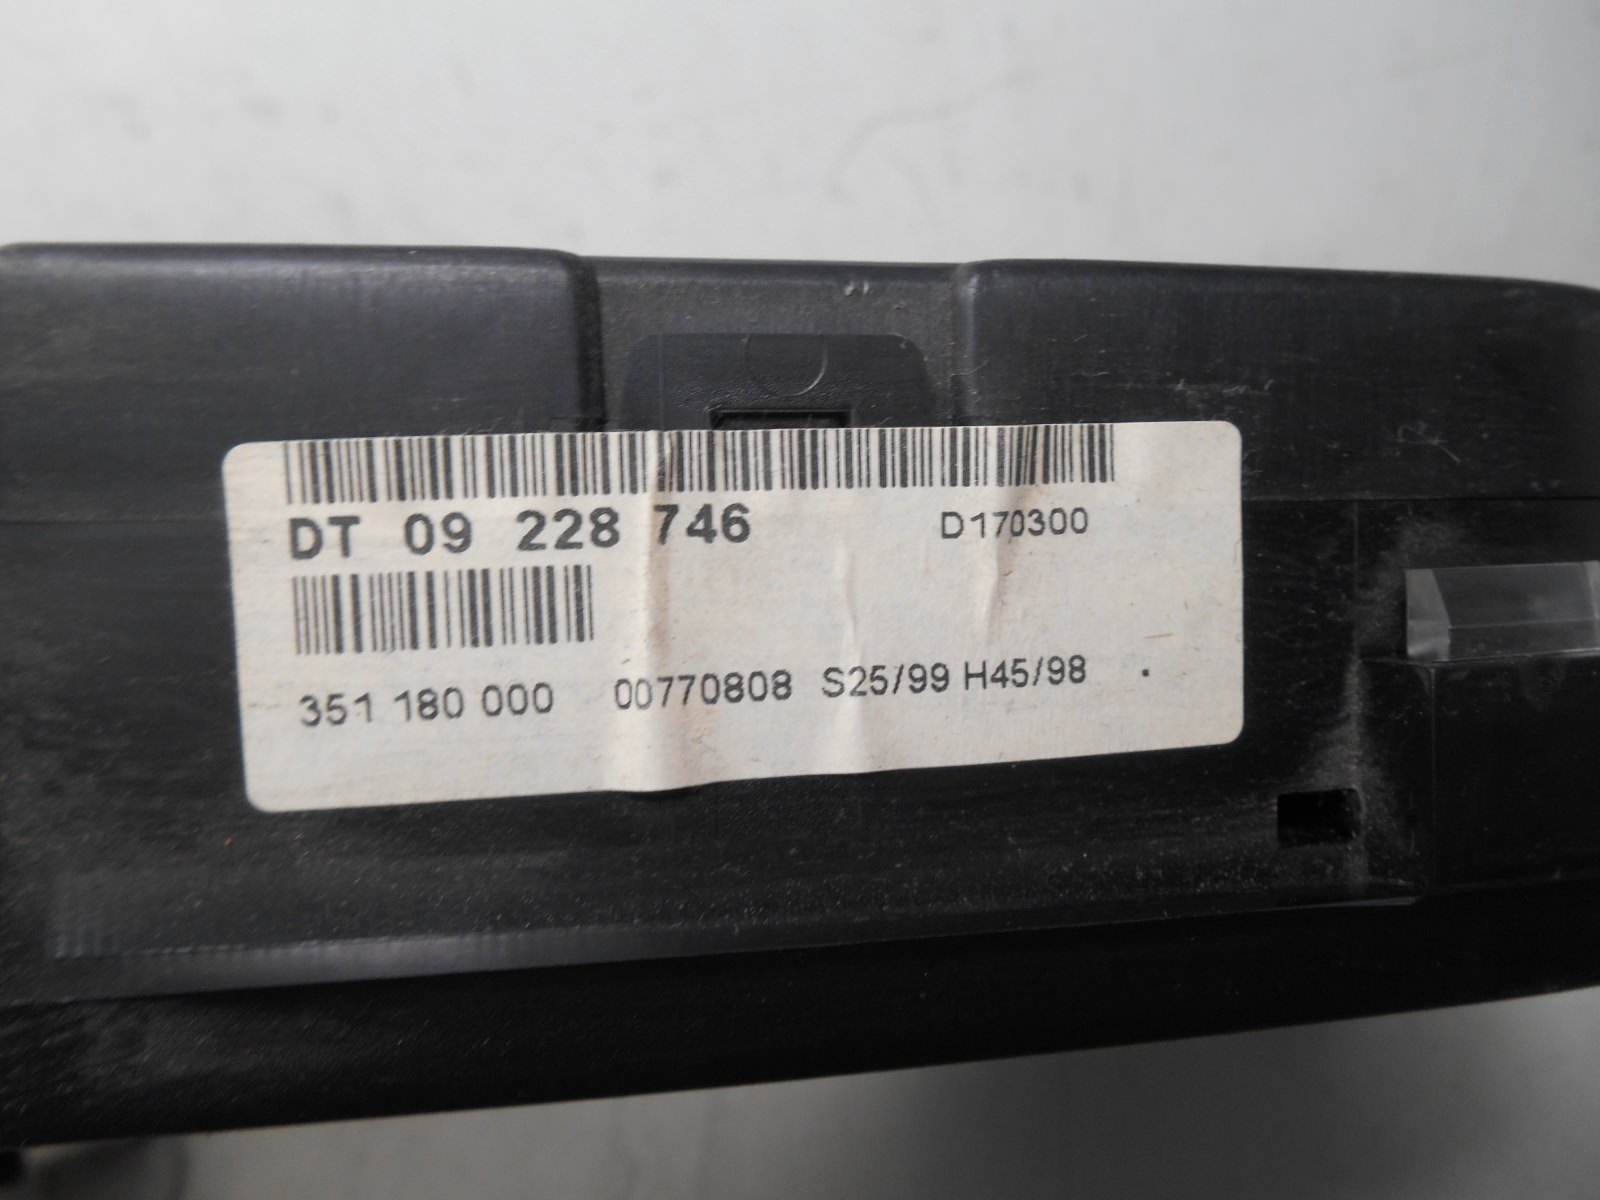 DT 09 228 746 D170300
351 180 000 00770808 S25/99 H45/98 .